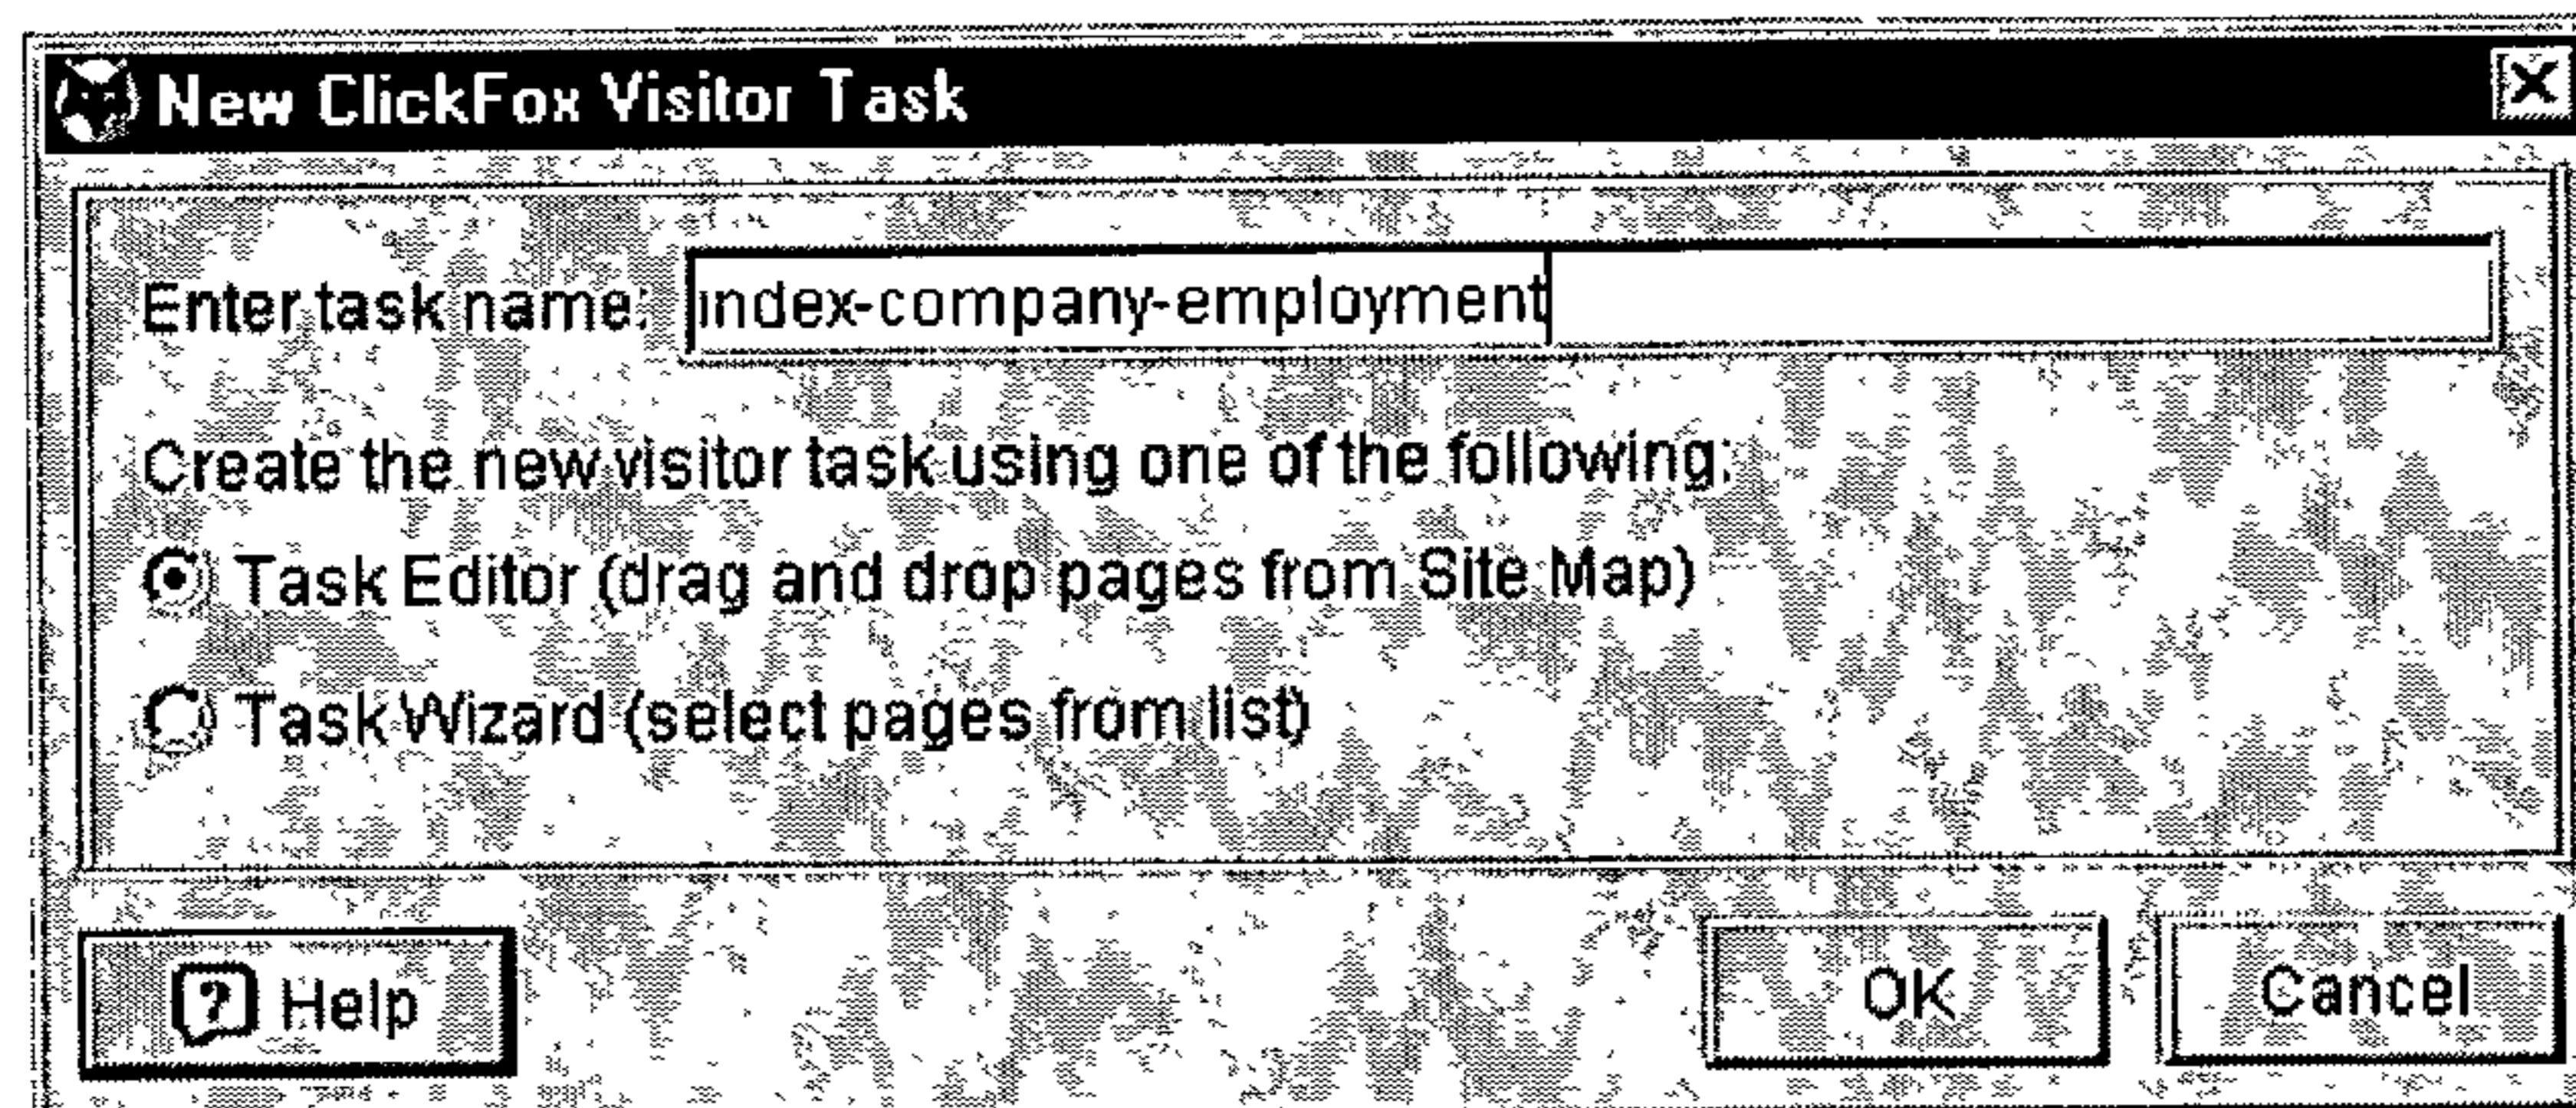 New ClickFox Visitor Task
Enter task name: index-company-employment
Create the new visitor task using one of the following:
Task Editor (drag and drop pages from Site Map)
Task Wizard (select pages from list)
? Help OK Cancel